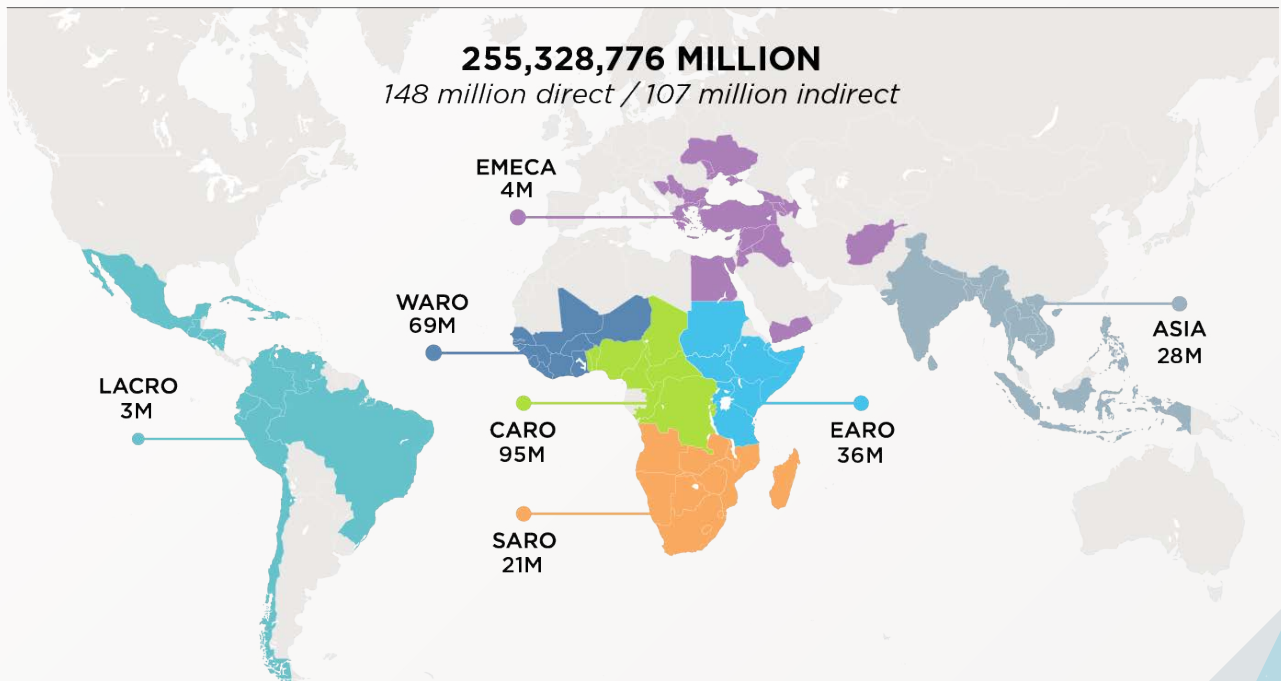 255,328,776 MILLION
148 million direct / 107 million indirect
EMECA
4M
WARO
69M
ASIA
28M
LACRO
3M
CARO
95M
EARO
36M
SARO
21M